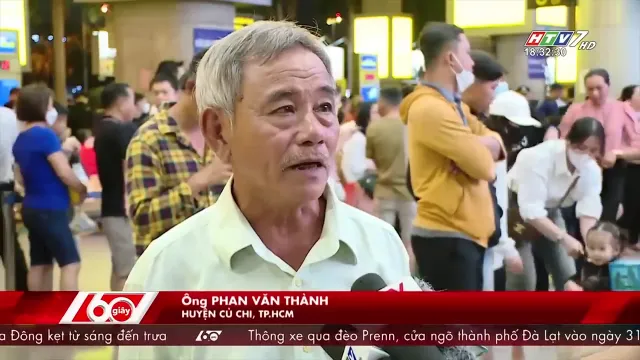 HTV7 HD
18:32:30
60 giây
Ông PHAN VĂN THÀNH
HUYỆN CỦ CHI, TP.HCM
a Đông kẹt từ sáng đến trưa 60 Thông xe qua đèo Prenn, cửa ngõ thành phố Đà Lạt vào ngày 31